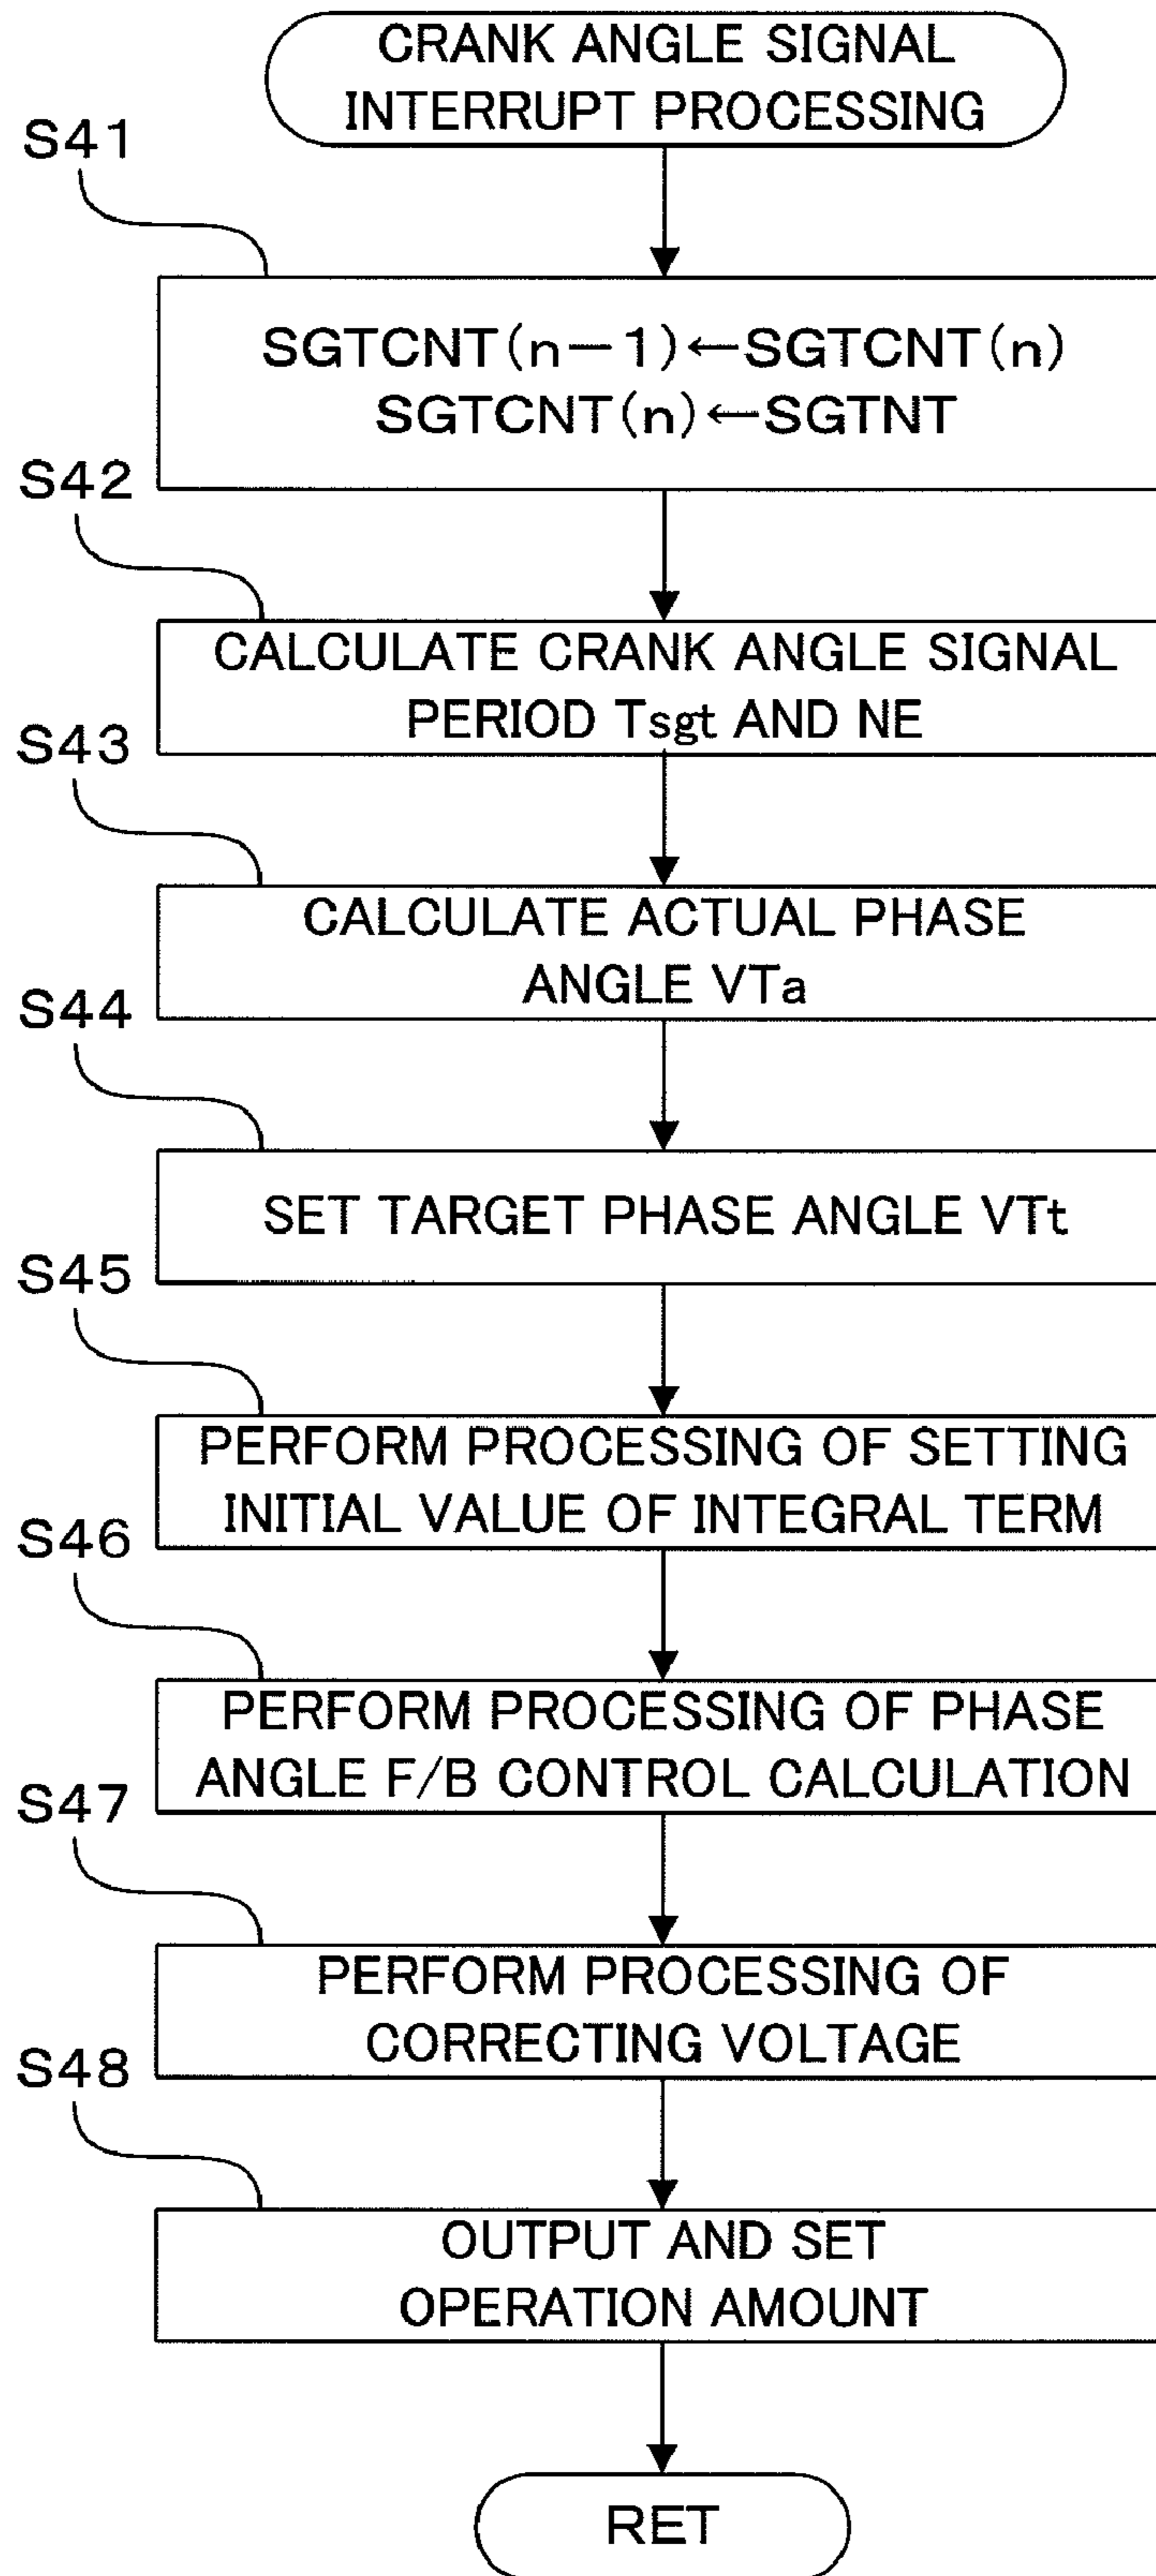 CRANK ANGLE SIGNAL
INTERRUPT PROCESSING
S41
SGTCNT(n-1)←SGTCNT(n)
SGTCNT(n)←SGTNT
S42
CALCULATE CRANK ANGLE SIGNAL
PERIOD Tsgt AND NE
S43
CALCULATE ACTUAL PHASE
ANGLE VTa
S44
SET TARGET PHASE ANGLE VTt
S45
PERFORM PROCESSING OF SETTING
INITIAL VALUE OF INTEGRAL TERM
S46
PERFORM PROCESSING OF PHASE
ANGLE F/B CONTROL CALCULATION
S47
PERFORM PROCESSING OF
CORRECTING VOLTAGE
S48
OUTPUT AND SET
OPERATION AMOUNT
RET